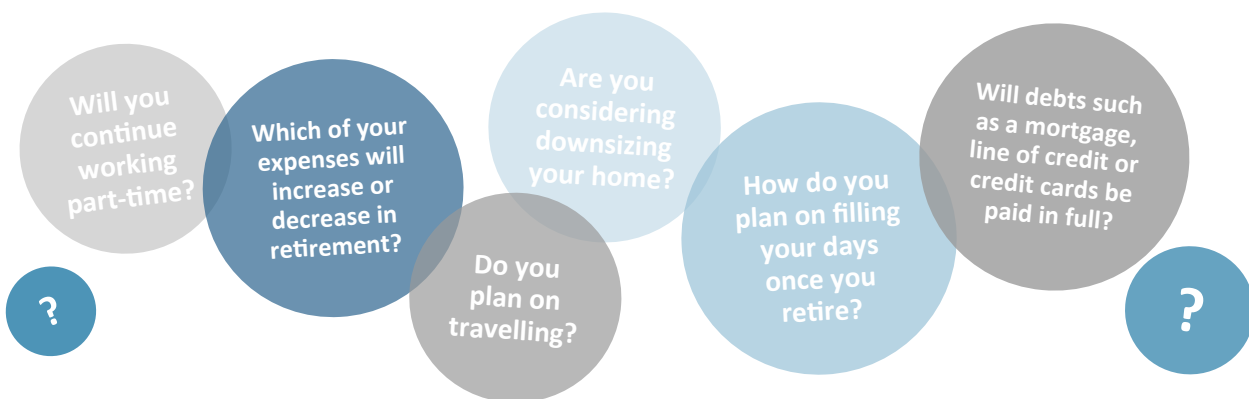 Will you
continue
working
part-time?
Which of your
expenses will
increase or
decrease in
retirement?
Do you
plan on
travelling?
Are you
considering
downsizing
your home?
How do you
plan on filling
your days
once you
retire?
Will debts such
as a mortgage,
line of credit or
credit cards be
paid in full?
?
?